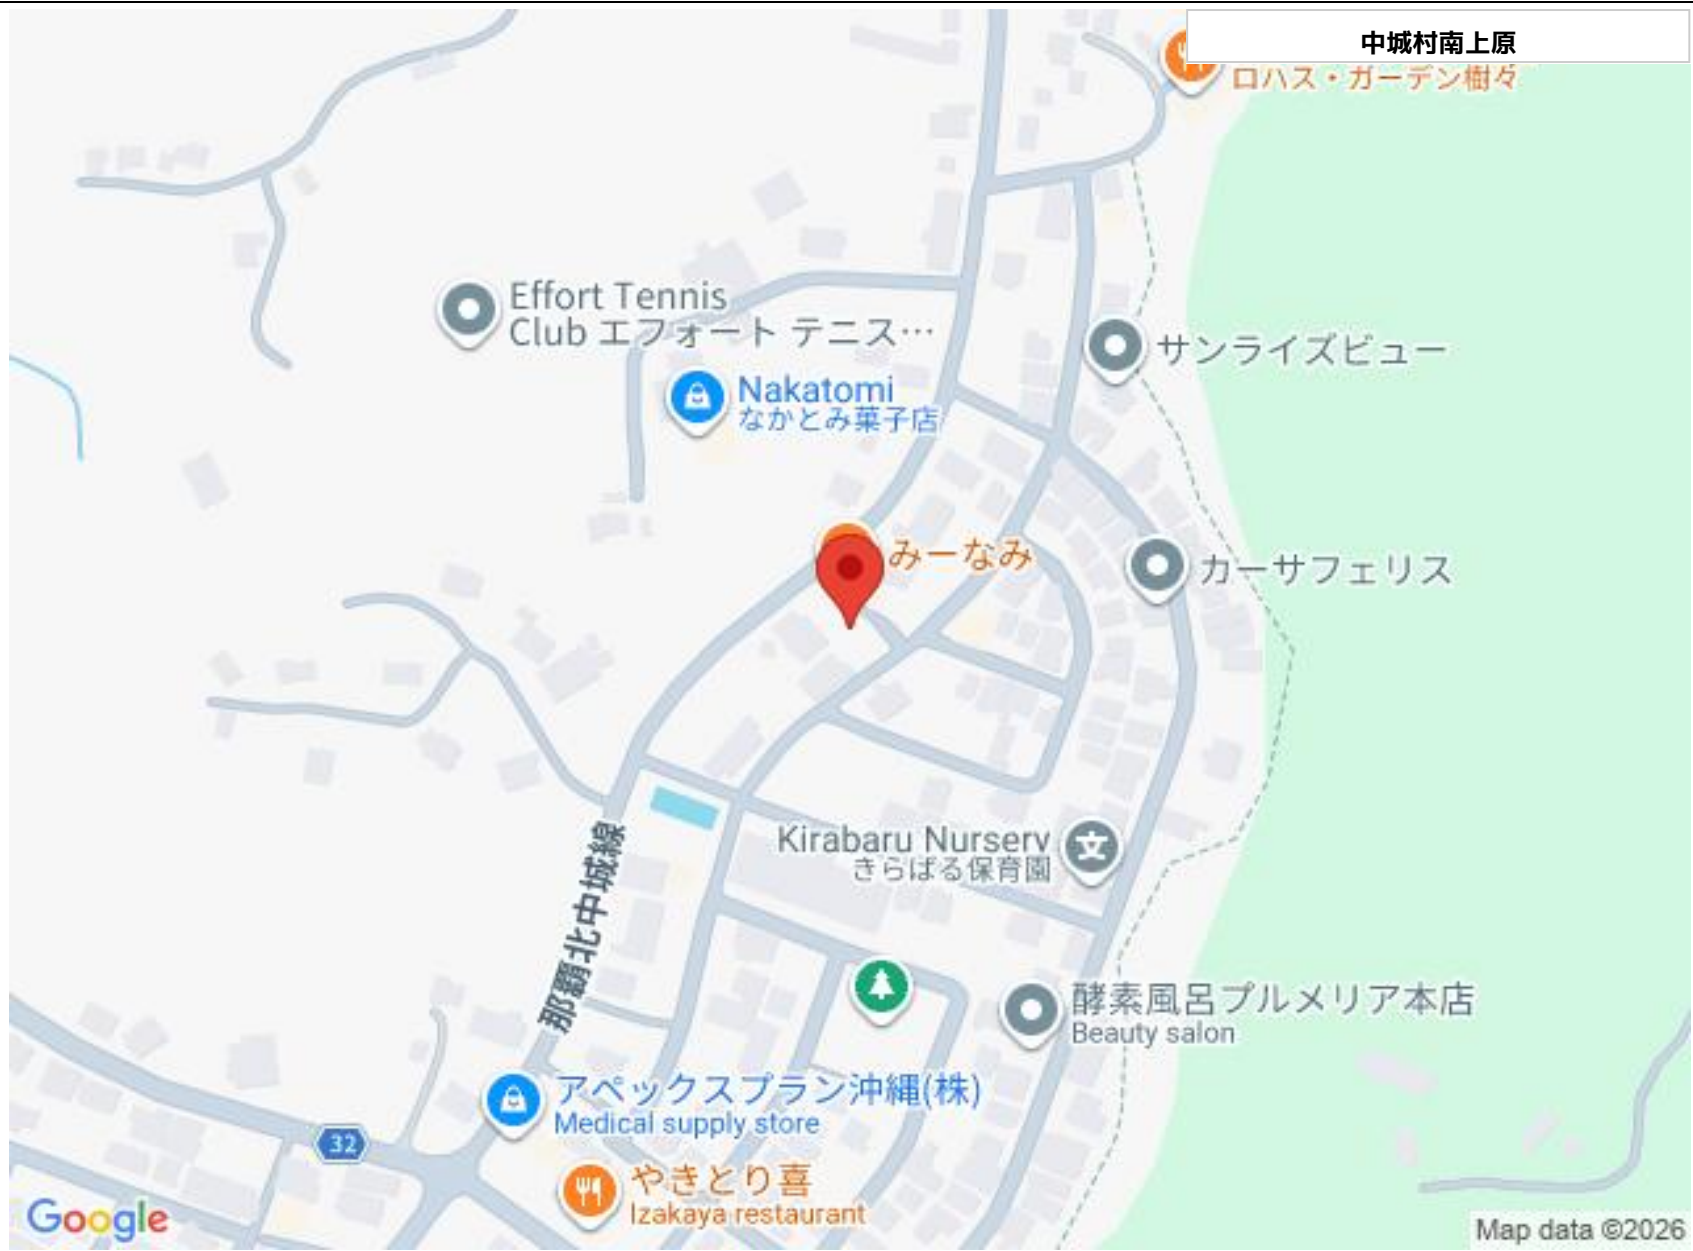 中城村南上原
ロハス・ガーデン樹々
Effort Tennis
Club エフォート テニス…
サンライズビュー
Nakatomi
なかとみ菓子店
みーなみ
カーサフェリス
Kirabaru Nursery
きらばる保育園
那覇北中城線
酵素風呂プルメリア本店
Beauty salon
アペックスプラン沖縄(株)
Medical supply store
32
やきとり喜
Izakaya restaurant
Google
Map data ©2026